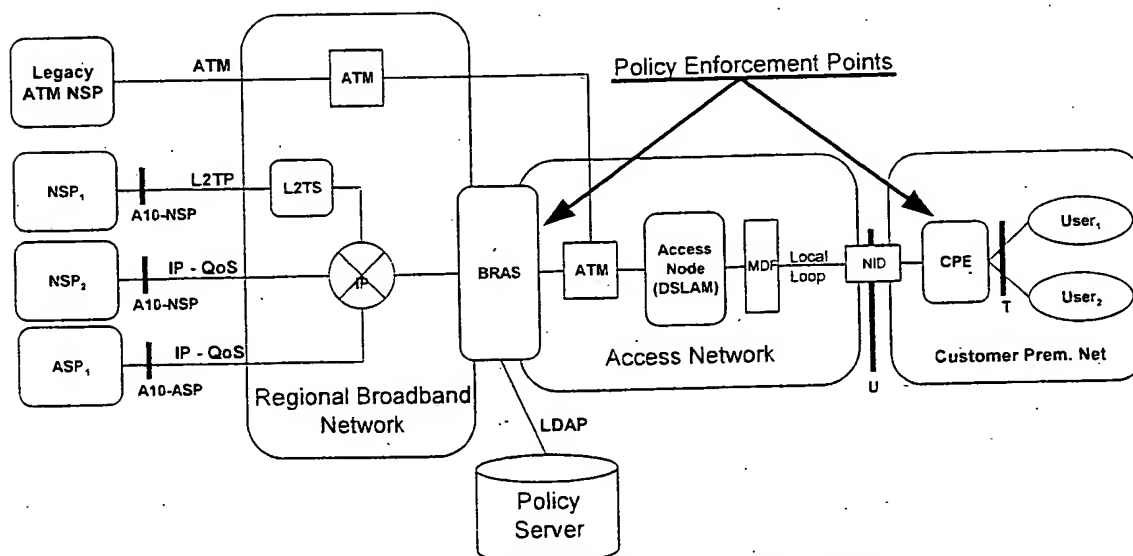 Legacy
ATM NSP
ATM
ATM
Policy Enforcement Points
NSP₁
L2TP
A10-NSP
L2TS
NSP₂
IP - QoS
A10-NSP
IP
ASP₁
IP - QoS
A10-ASP
Regional Broadband
Network
BRAS
ATM
Access
Node
(DSLAM)
MDF
Local
Loop
NID
CPE
T
User₁
User₂
Access Network
Customer Prem. Net
U
LDAP
Policy
Server